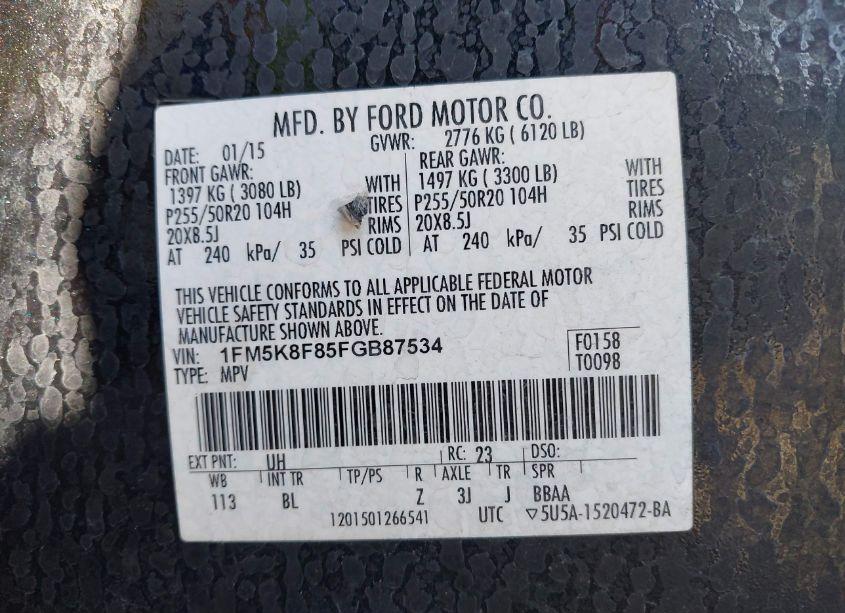 MFD. BY FORD MOTOR CO.
DATE: 01/15 GVWR: 2776 KG ( 6120 LB)
FRONT GAWR: REAR GAWR:
1397 KG ( 3080 LB) WITH 1497 KG ( 3300 LB) WITH
P255/50R20 104H TIRES P255/50R20 104H TIRES
20X8.5J RIMS 20X8.5J RIMS
AT 240 kPa/ 35 PSI COLD AT 240 kPa/ 35 PSI COLD
THIS VEHICLE CONFORMS TO ALL APPLICABLE FEDERAL MOTOR
VEHICLE SAFETY STANDARDS IN EFFECT ON THE DATE OF
MANUFACTURE SHOWN ABOVE.
VIN: 1FM5K8F85FGB87534 F0158
TYPE: MPV T0098
EXT PNT: UH RC: 23 DSO:
WB INT TR TP/PS R AXLE TR SPR
113 BL Z 3J J BBAA
1201501266541 UTC ▽5U5A-1520472-BA